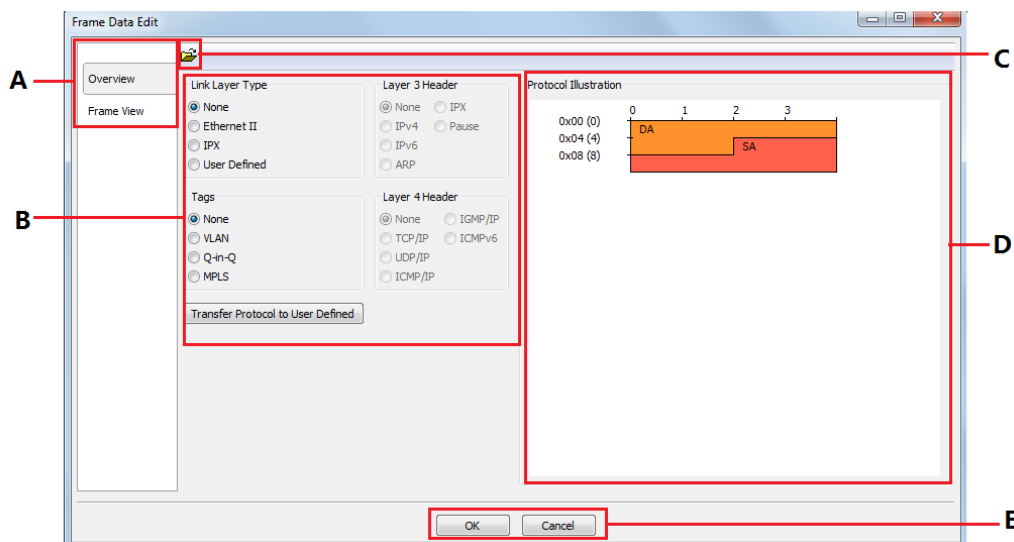 Frame Data Edit
A
Overview
Frame View
C
Link Layer Type
None
Ethernet II
IPX
User Defined
Layer 3 Header
None IPX
IPv4 Pause
IPv6
ARP
B
Tags
None
VLAN
Q-in-Q
MPLS
Layer 4 Header
None IGMP/IP
TCP/IP ICMPv6
UDP/IP
ICMP/IP
Transfer Protocol to User Defined
Protocol Illustration
0 1 2 3
0x00 (0)
0x04 (4)
0x08 (8)
DA
SA
D
OK Cancel
E